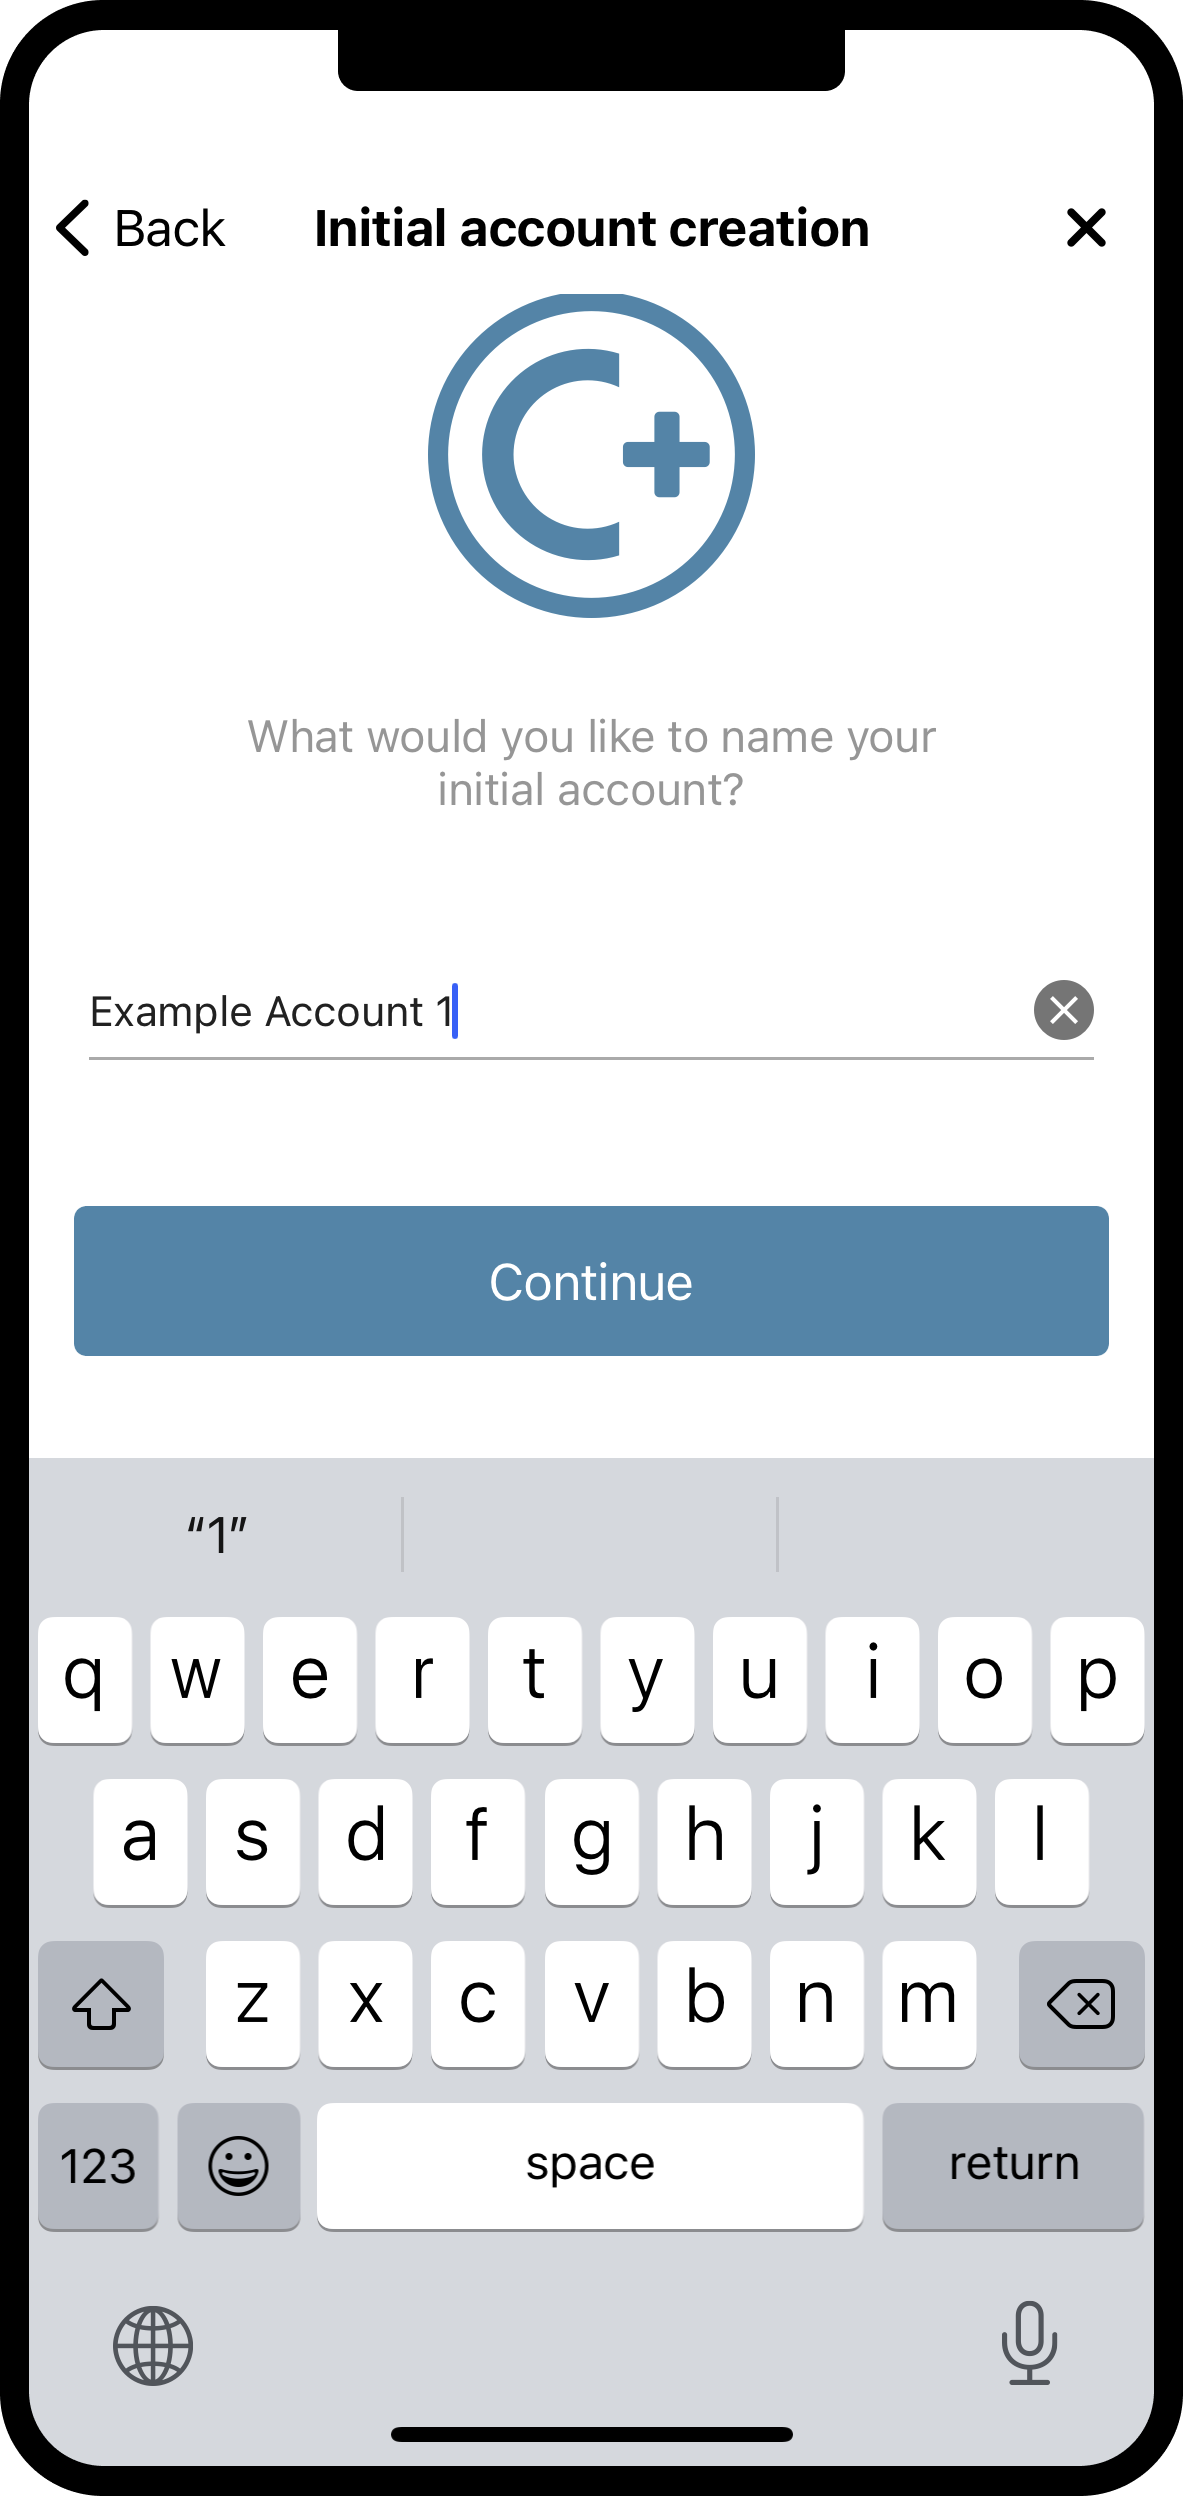 Back Initial account creation
What would you like to name your
initial account?
Example Account 1
Continue
“1”
q w e r t y u i o p
a s d f g h j k l
z x c v b n m
123 space return